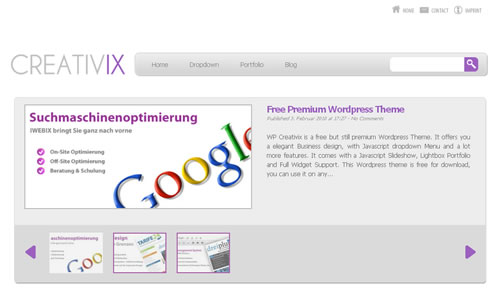 HOME CONTACT IMPRINT
CREATIVIX
Home Dropdown Portfolio Blog
Suchmaschinenoptimierung
IWEBIX bringt Sie ganz nach vorne
On-Site Optimierung
Off-Site Optimierung
Beratung & Schulung
Google
Free Premium Wordpress Theme
Published 3. Februar 2010 at 17:27 - No Comments
WP Creativix is a free but still premium Wordpress Theme. It offers you
a elegant Business design, with Javascript dropdown Menu and a lot
more features. It comes with a Javascript Slideshow, Lightbox Portfolio
and Full Widget Support. This Wordpress theme is free for download,
you can use it on any...
aschinenoptimierung